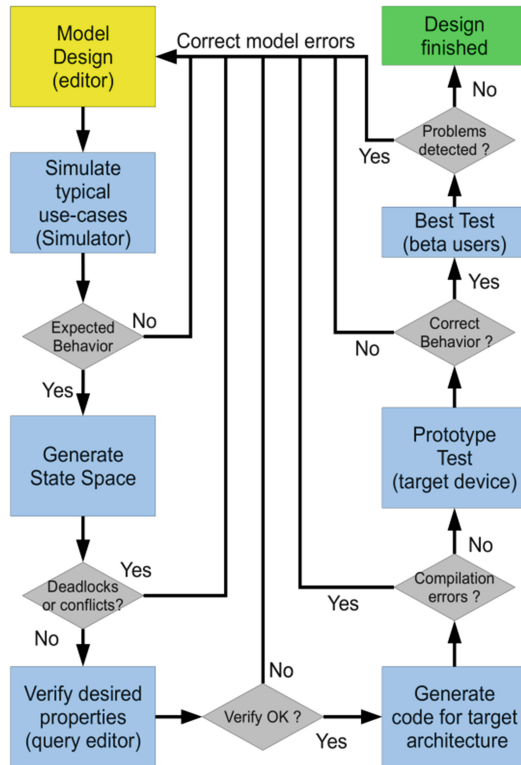 Model
Design
(editor)
Correct model errors
Design
finished
No
Problems
detected ?
Yes
Simulate
typical
use-cases
(Simulator)
Best Test
(beta users)
Yes
Expected
Behavior
No
Correct
Behavior ?
No
Yes
Generate
State Space
Prototype
Test
(target device)
No
Deadlocks
or conflicts?
Yes
Compilation
errors ?
Yes
No
Verify desired
properties
(query editor)
No
Verify OK ?
Yes
Generate
code for target
architecture